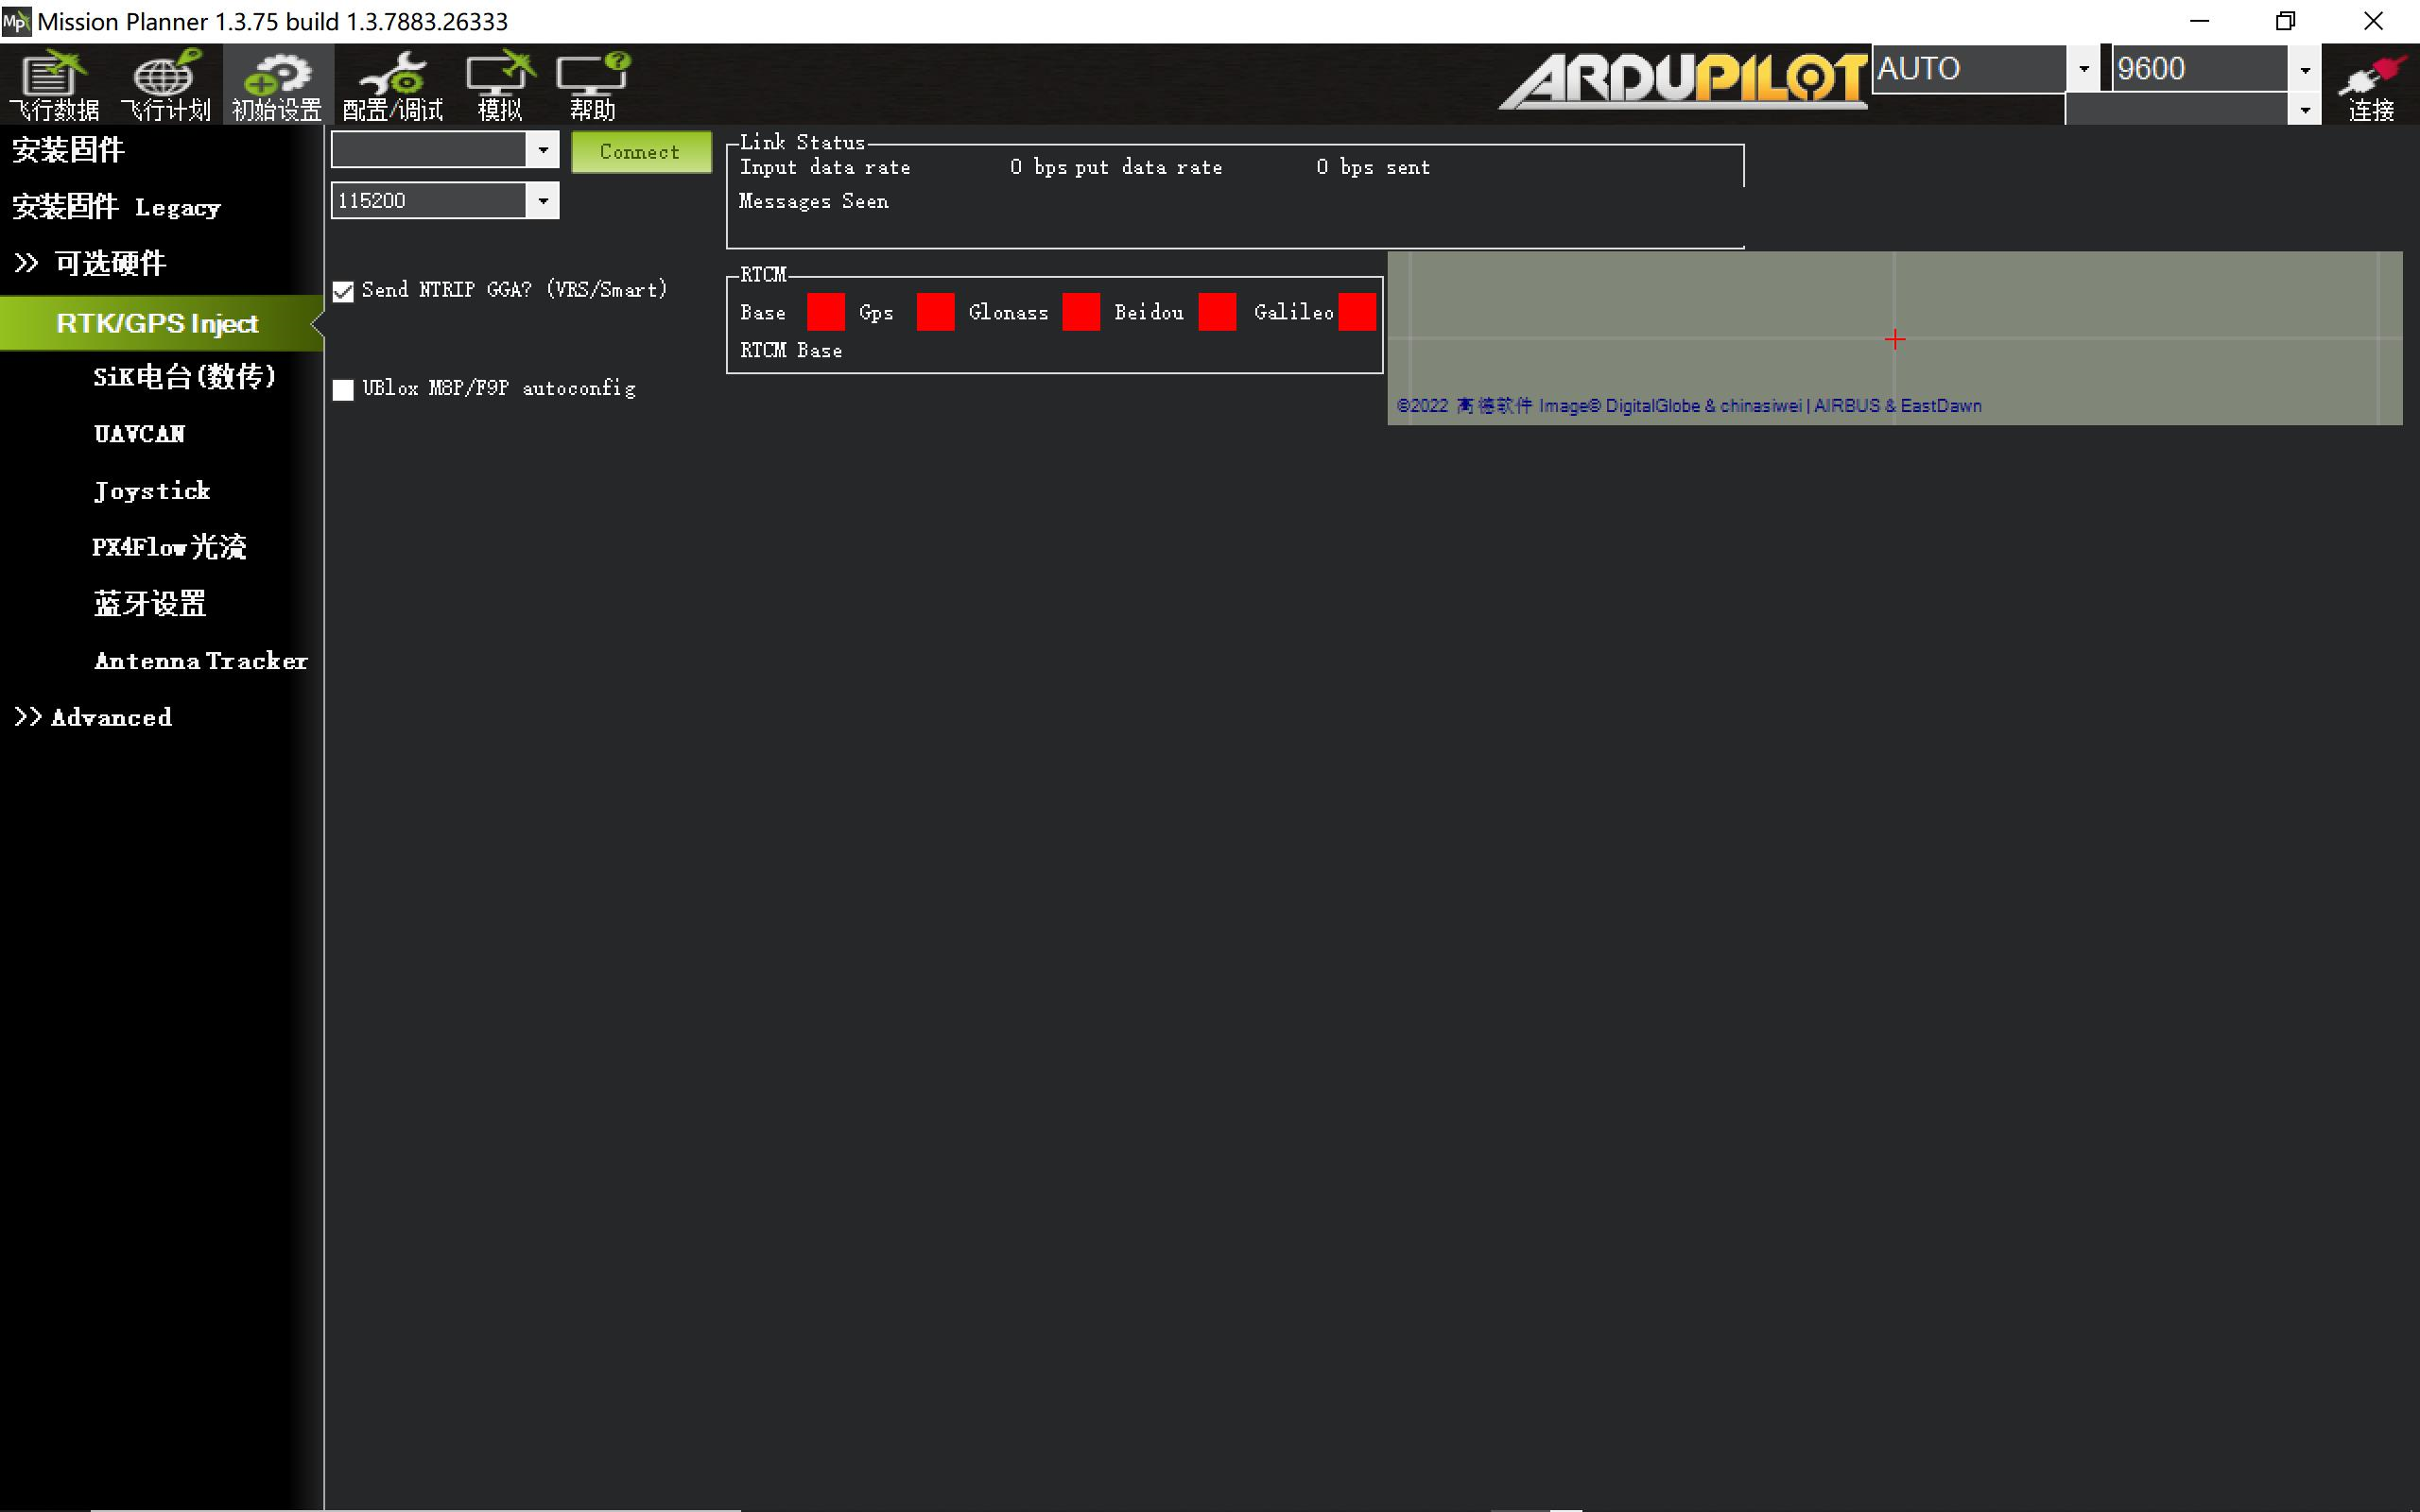 Mission Planner 1.3.75 build 1.3.7883.26333
飞行数据 飞行计划 初始设置 配置/调试 模拟 帮助
ARDUPILOT AUTO 9600 连接
安装固件
安装固件 Legacy
>> 可选硬件
RTK/GPS Inject
SiK电台(数传)
UAVCAN
Joystick
PX4Flow光流
蓝牙设置
Antenna Tracker
>> Advanced
Connect
115200
Send NTRIP GGA? (VRS/Smart)
UBlox M8P/F9P autoconfig
Link Status
Input data rate 0 bps put data rate 0 bps sent
Messages Seen
RTCM
Base Gps Glonass Beidou Galileo
RTCM Base
©2022 高德软件 Image© DigitalGlobe & chinasiwei | AIRBUS & EastDawn